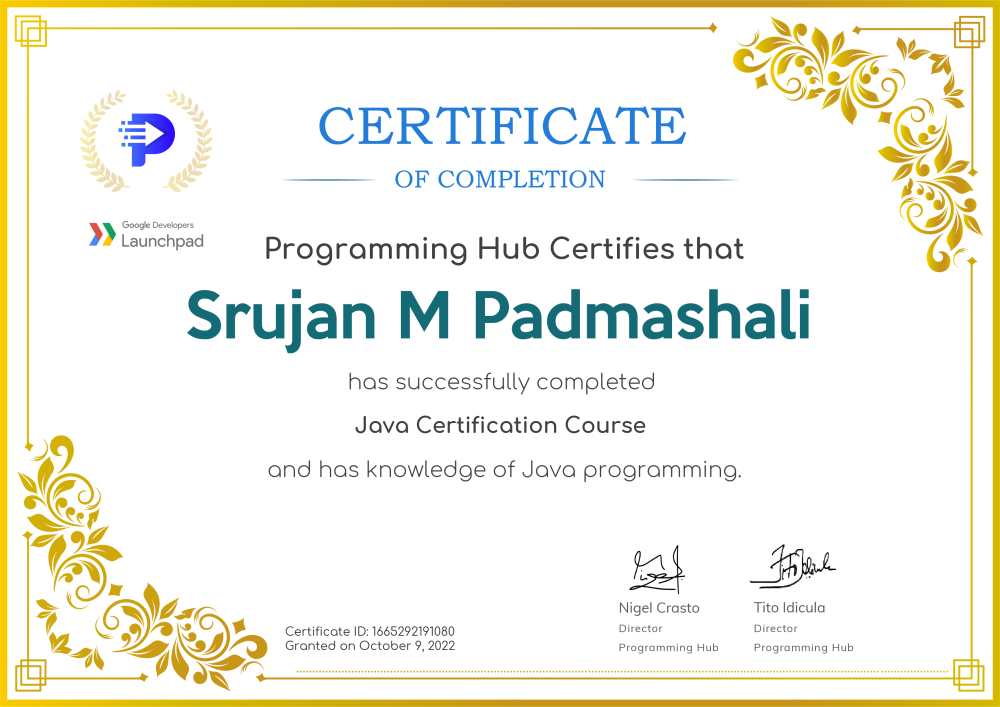 CERTIFICATE
OF COMPLETION
Google Developers
Launchpad
Programming Hub Certifies that
Srujan M Padmashali
has successfully completed
Java Certification Course
and has knowledge of Java programming.
Certificate ID: 1665292191080
Granted on October 9, 2022
Nigel Crasto
Director
Programming Hub
Tito Idicula
Director
Programming Hub